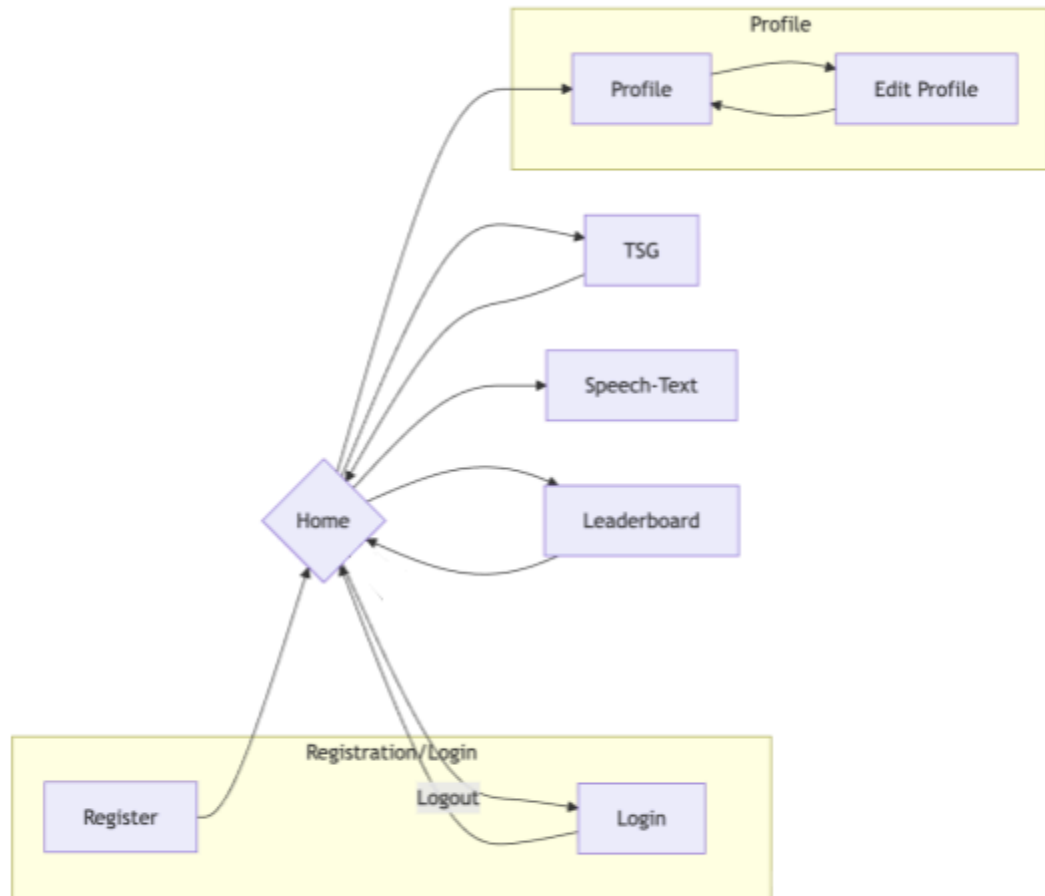 Profile
Profile
Edit Profile
TSG
Speech-Text
Home
Leaderboard
Registration/Login
Logout
Register
Login